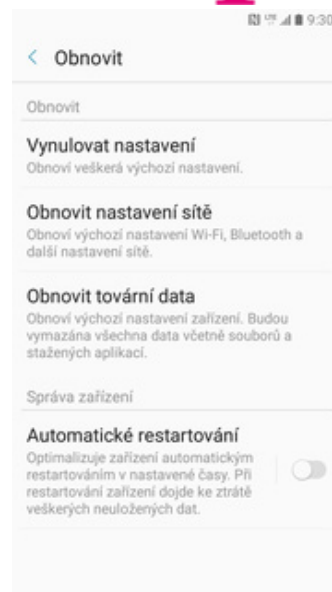 9:30
Obnovit
Obnovit
Vynulovat nastavení
Obnoví veškerá výchozí nastavení.
Obnovit nastavení sítě
Obnoví výchozí nastavení Wi-Fi, Bluetooth a
další nastavení sítě.
Obnovit tovární data
Obnoví výchozí nastavení zařízení. Budou
vymazána všechna data včetně souborů a
stažených aplikací.
Správa zařízení
Automatické restartování
Optimalizuje zařízení automatickým
restartováním v nastavené časy. Při
restartování zařízení dojde ke ztrátě
veškerých neuložených dat.